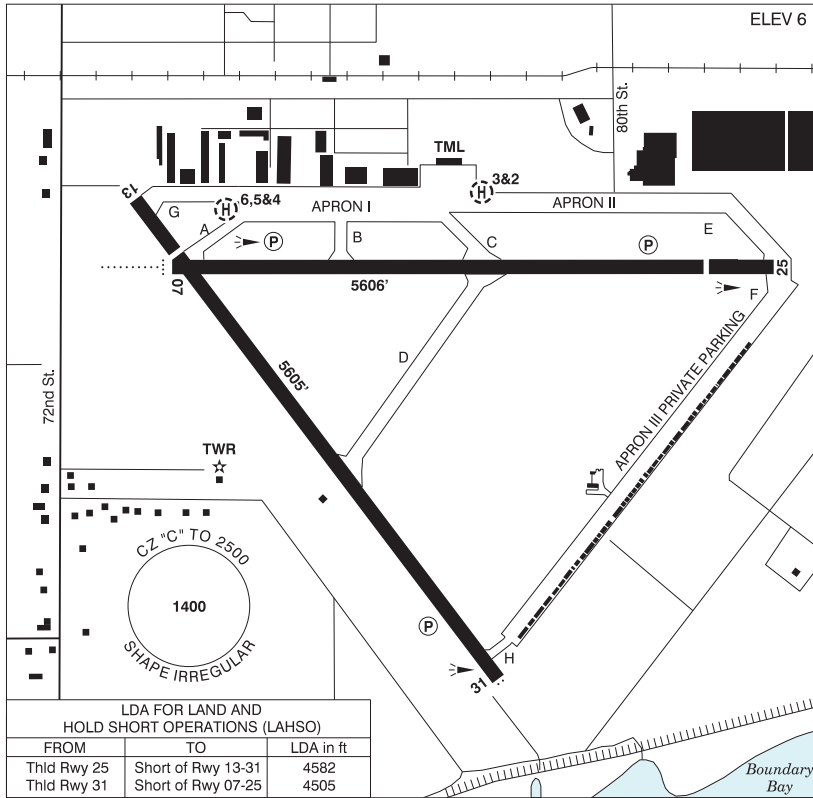 ELEV 6
80th St.
TML
3&2
13
6,5&4
H
H
APRON I
APRON II
G
A
B
C
E
P
P
07
5606'
25
F
D
5605'
72nd St.
APRON III PRIVATE PARKING
TWR
CZ "C" TO 2500
1400
SHAPE IRREGULAR
P
H
31
LDA FOR LAND AND
HOLD SHORT OPERATIONS (LAHSO)
FROM TO LDA in ft
Thld Rwy 25 Short of Rwy 13-31 4582
Thld Rwy 31 Short of Rwy 07-25 4505
Boundary
Bay